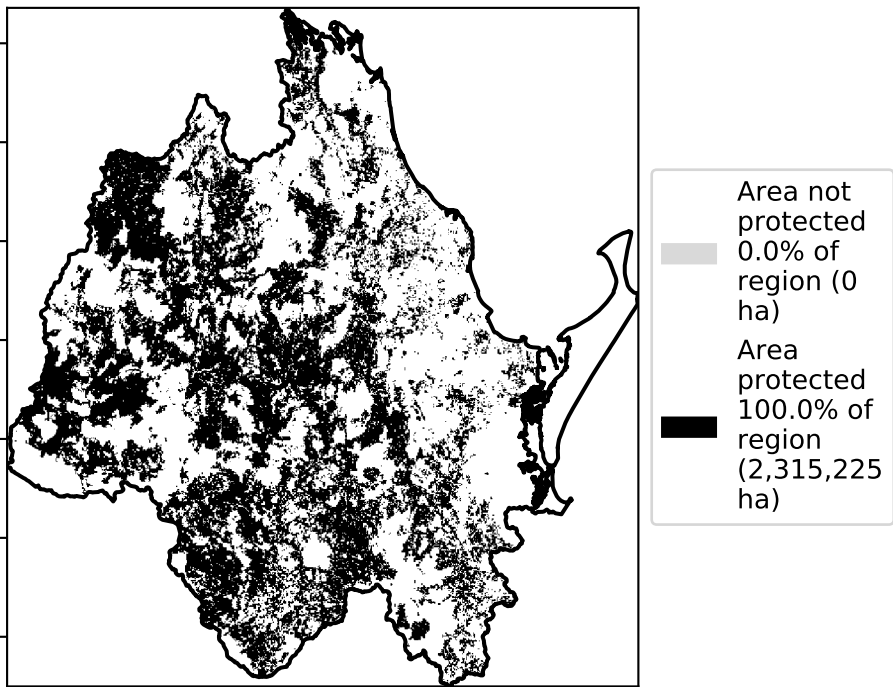 Area not
protected
0.0% of
region (0
ha)
Area
protected
100.0% of
region
(2,315,225
ha)